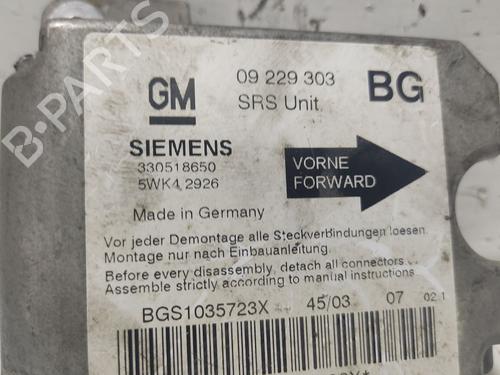 B-PARTS
GM
09 229 303
BG
SRS Unit.
SIEMENS
330518650
5WK4 2926
VORNE
FORWARD
Made in Germany
Vor jeder Demontage alle Steckverbindungen loesen.
Montage nur nach Einbauanleitung.
Before every disassembly, detach all connectors
Assemble strictly according to manual instructions
BGS1035723X 45/03 07 02.1